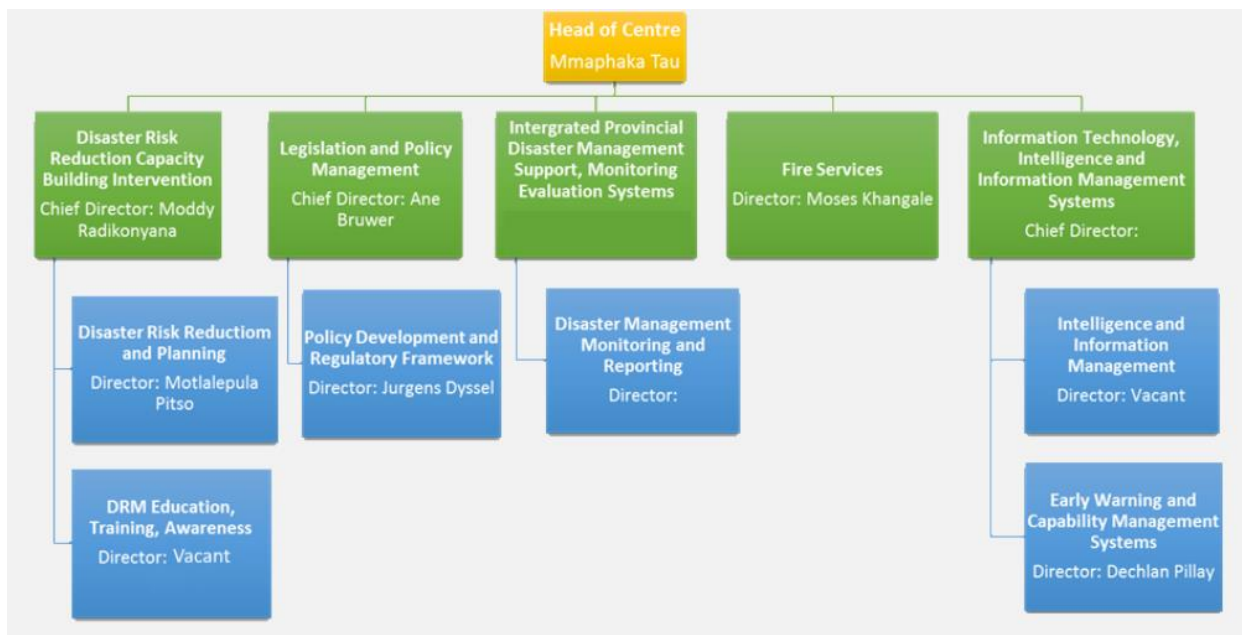 Head of Centre
Mmaphaka Tau
Disaster Risk
Reduction Capacity
Building Intervention
Chief Director: Moddy
Radikonyana
Legislation and Policy
Management
Chief Director: Ane
Bruwer
Intergrated Provincial
Disaster Management
Support, Monitoring
Evaluation Systems
Fire Services
Director: Moses Khangale
Information Technology,
Intelligence and
Information Management
Systems
Chief Director:
Disaster Risk Reductiom
and Planning
Director: Motlalepula
Pitso
Policy Development and
Regulatory Framework
Director: Jurgens Dyssel
Disaster Management
Monitoring and
Reporting
Director:
Intelligence and
Information
Management
Director: Vacant
DRM Education,
Training, Awareness
Director: Vacant
Early Warning and
Capability Management
Systems
Director: Dechlan Pillay